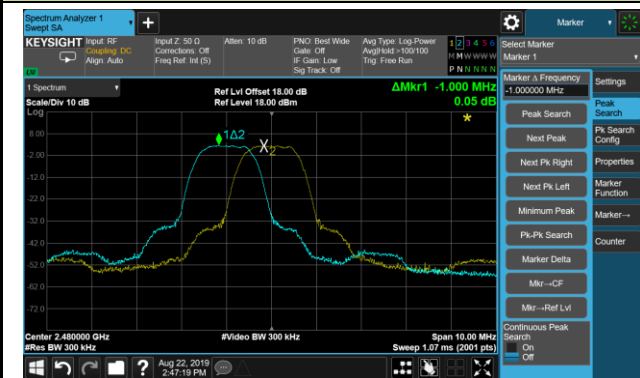 Spectrum Analyzer 1
Swept SA
+
Marker
KEYSIGHT
Input: RF
Coupling: DC
Align: Auto
Input Z: 50 Ω
Corrections: Off
Freq Ref: Int (S)
Atten: 10 dB
PNO: Best Wide
Gate: Off
IF Gain: Low
Sig Track: Off
Avg Type: Log-Power
Avg|Hold:>100/100
Trig: Free Run
1 2 3 4 5 6
M M W W W W
P N N N N N
LXI
Select Marker
Marker 1
1 Spectrum
Scale/Div 10 dB
Ref Lvl Offset 18.00 dB
Ref Level 18.00 dBm
ΔMkr1 -1.000 MHz
0.05 dB
Log
8.00
-2.00
-12.0
-22.0
-32.0
-42.0
-52.0
-62.0
-72.0
1Δ2
X2
*
Center 2.480000 GHz
#Res BW 300 kHz
#Video BW 300 kHz
Span 10.00 MHz
Sweep 1.07 ms (2001 pts)
Marker Δ Frequency
-1.000000 MHz
Peak Search
Next Peak
Next Pk Right
Next Pk Left
Minimum Peak
Pk-Pk Search
Marker Delta
Mkr→CF
Mkr→Ref Lvl
Continuous Peak
Search
On
Off
Settings
Peak
Search
Pk Search
Config
Properties
Marker
Function
Marker→
Counter
?
Aug 22, 2019
2:47:19 PM